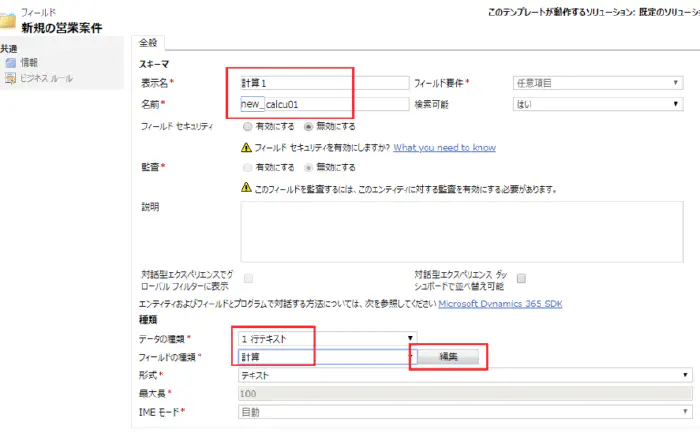 フィールド
新規の営業案件
このテンプレートが動作するソリューション: 既定のソリューシ
共通
情報
ビジネス ルール
全般
スキーマ
表示名* 計算1 フィールド要件* 任意項目
名前* new_calcu01 検索可能 はい
フィールド セキュリティ 有効にする 無効にする
フィールド セキュリティを有効にしますか? What you need to know
監査* 有効にする 無効にする
このフィールドを監査するには、このエンティティに対する監査を有効にする必要があります。
説明
対話型エクスペリエンスでグ
ローバル フィルターに表示
対話型エクスペリエンス ダッ
シュボードで並べ替え可能
エンティティおよびフィールドとプログラムで対話する方法については、次を参照してください Microsoft Dynamics 365 SDK
種類
データの種類* 1 行テキスト
フィールドの種類* 計算 編集
形式* テキスト
最大長* 100
IME モード* 自動